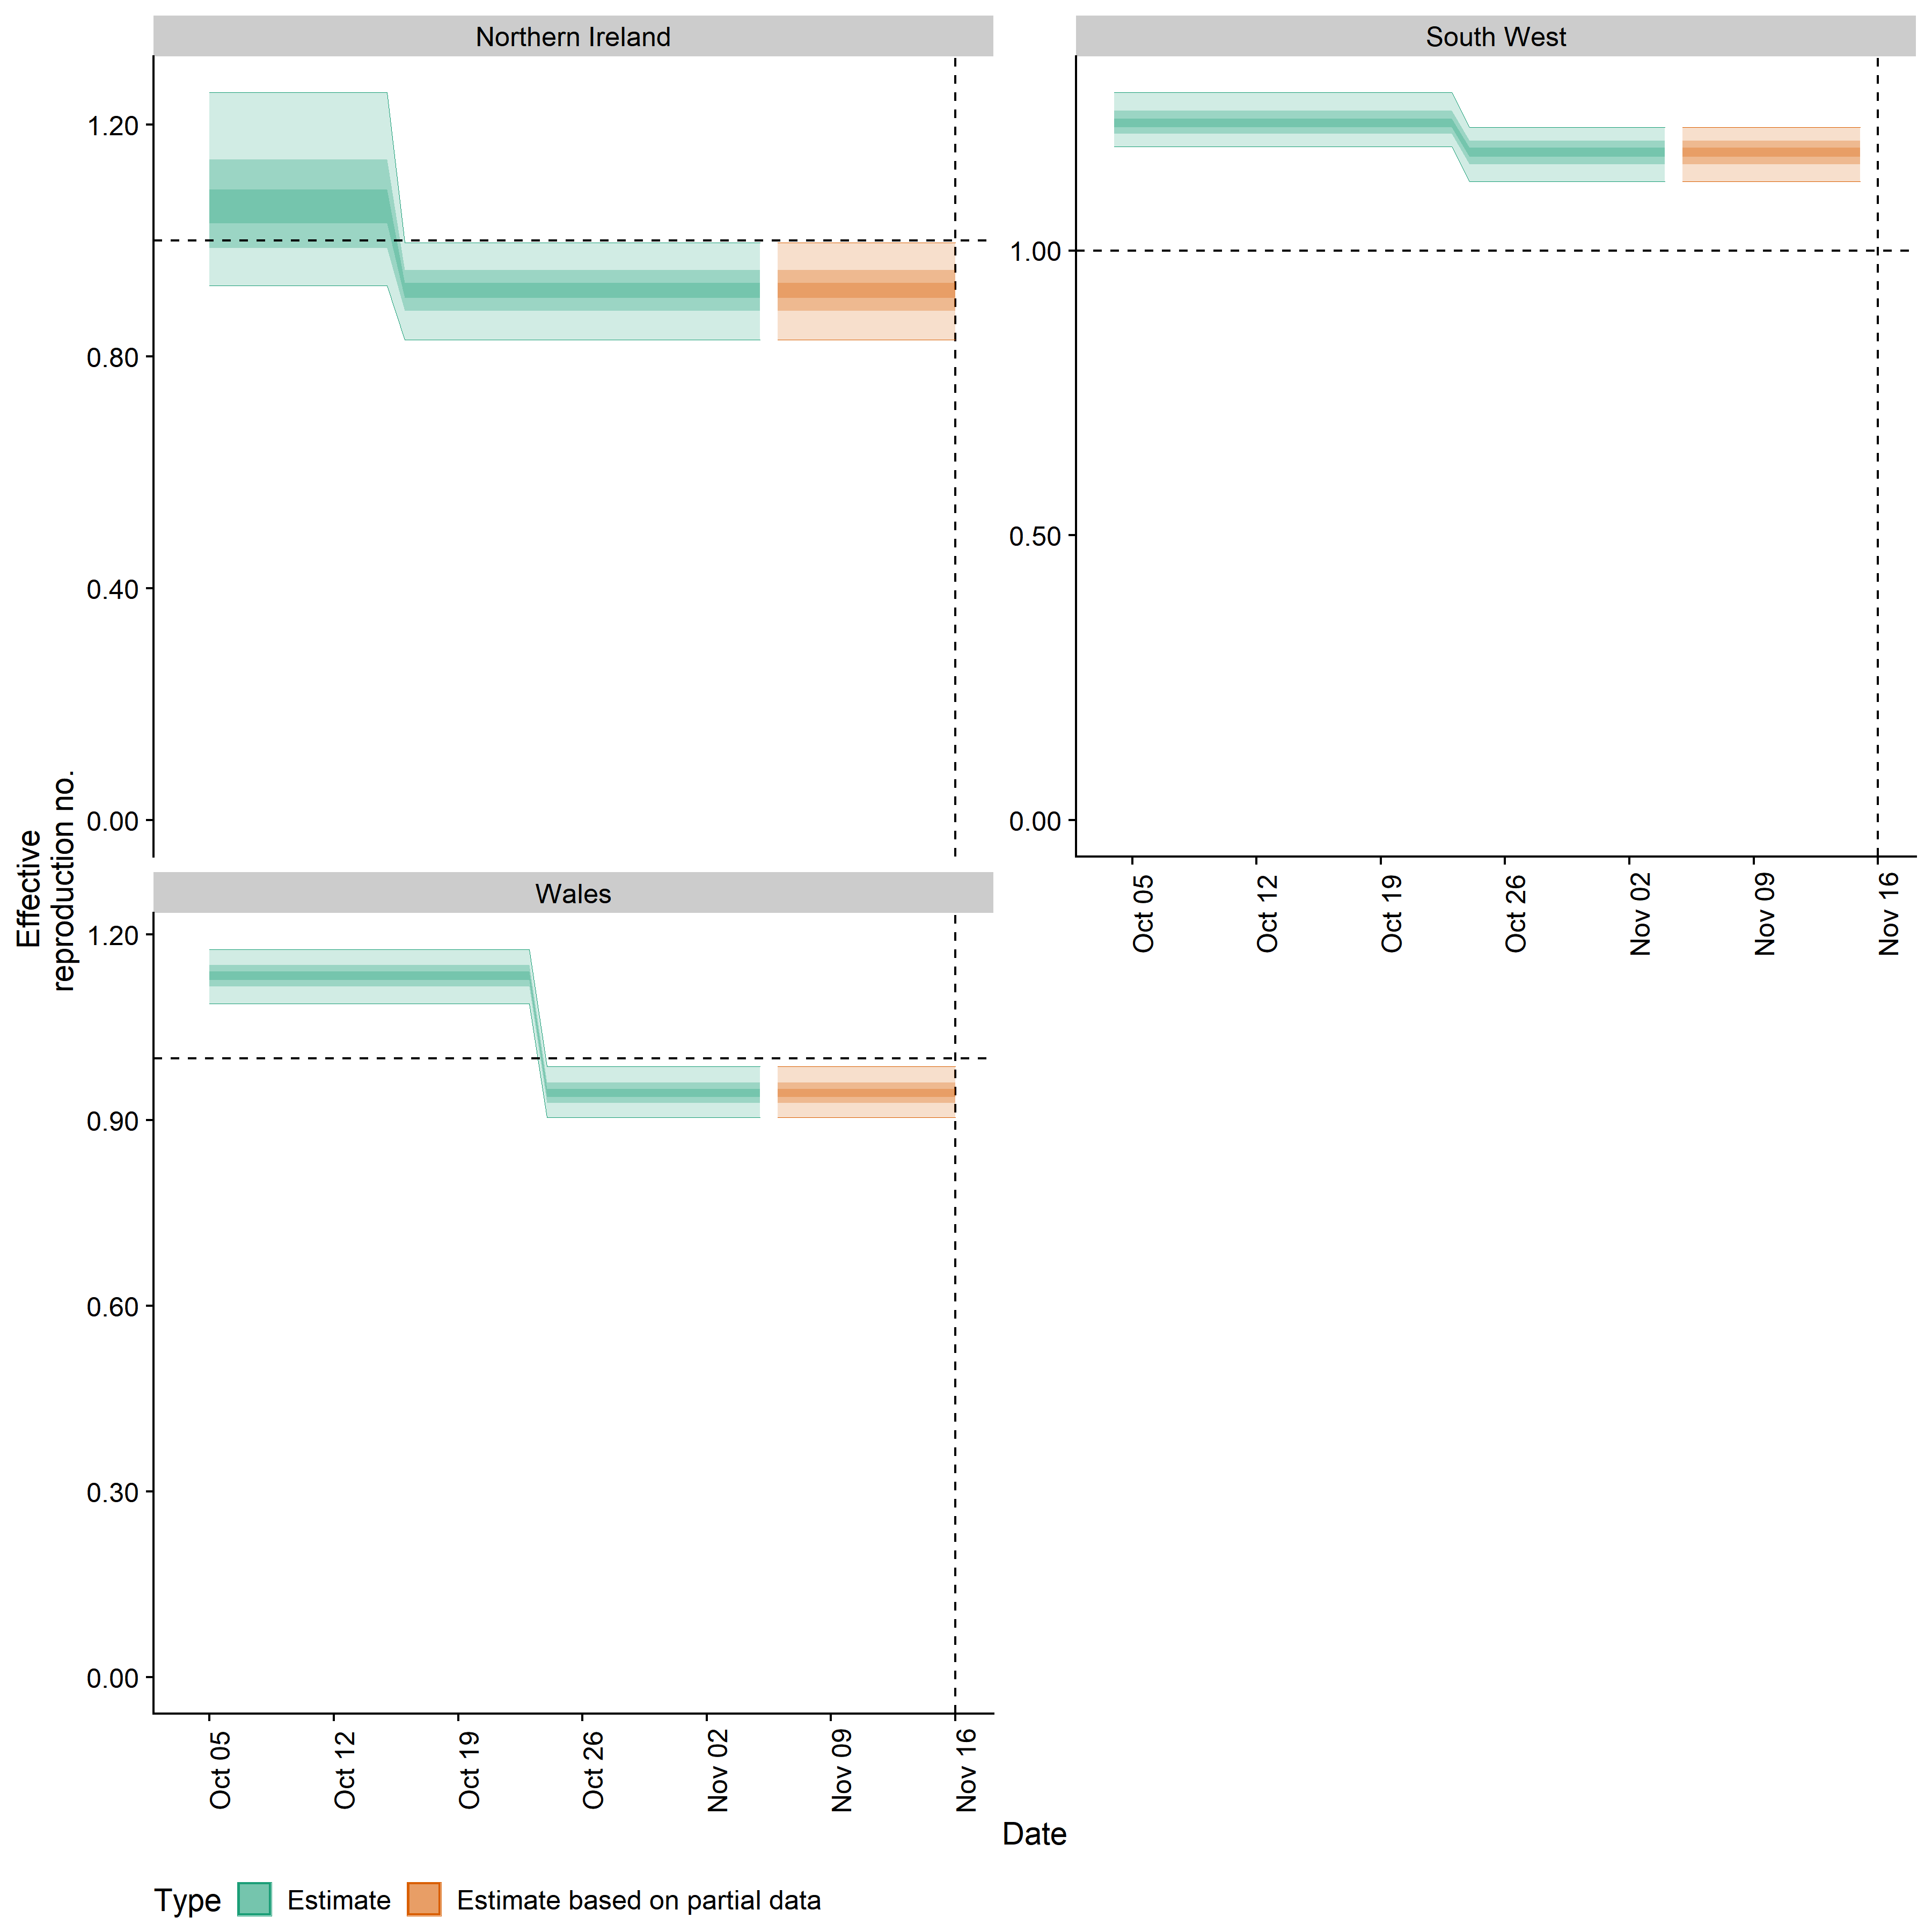 Northern Ireland
South West
1.20
0.80
0.40
0.00
1.00
0.50
0.00
Oct 05
Oct 12
Oct 19
Oct 26
Nov 02
Nov 09
Nov 16
Effective
reproduction no.
Wales
1.20
0.90
0.60
0.30
0.00
Oct 05
Oct 12
Oct 19
Oct 26
Nov 02
Nov 09
Nov 16
Date
Type Estimate Estimate based on partial data